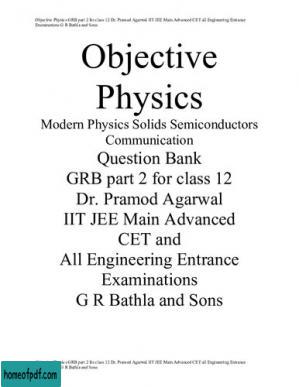 Objective Physics GRB part 2 for class 12 Dr. Pramod Agarwal IIT JEE Main Advanced CET all Engineering Entrance
Examinations G R Bathla and Sons
Objective
Physics
Modern Physics Solids Semiconductors
Communication
Question Bank
GRB part 2 for class 12
Dr. Pramod Agarwal
IIT JEE Main Advanced
CET and
All Engineering Entrance
Examinations
G R Bathla and Sons
Objective Physics GRB part 2 for class 12 Dr. Pramod Agarwal IIT JEE Main Advanced CET all Engineering Entrance
Examinations G R Bathla and Sons
homeofpdf.com